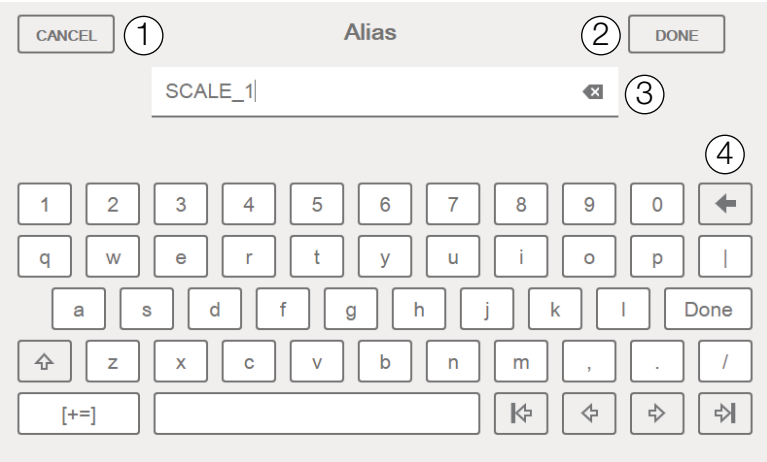 CANCEL 1 Alias 2 DONE
SCALE_1 3
4
1 2 3 4 5 6 7 8 9 0
q w e r t y u i o p |
a s d f g h j k l Done
z x c v b n m , . /
[+=]